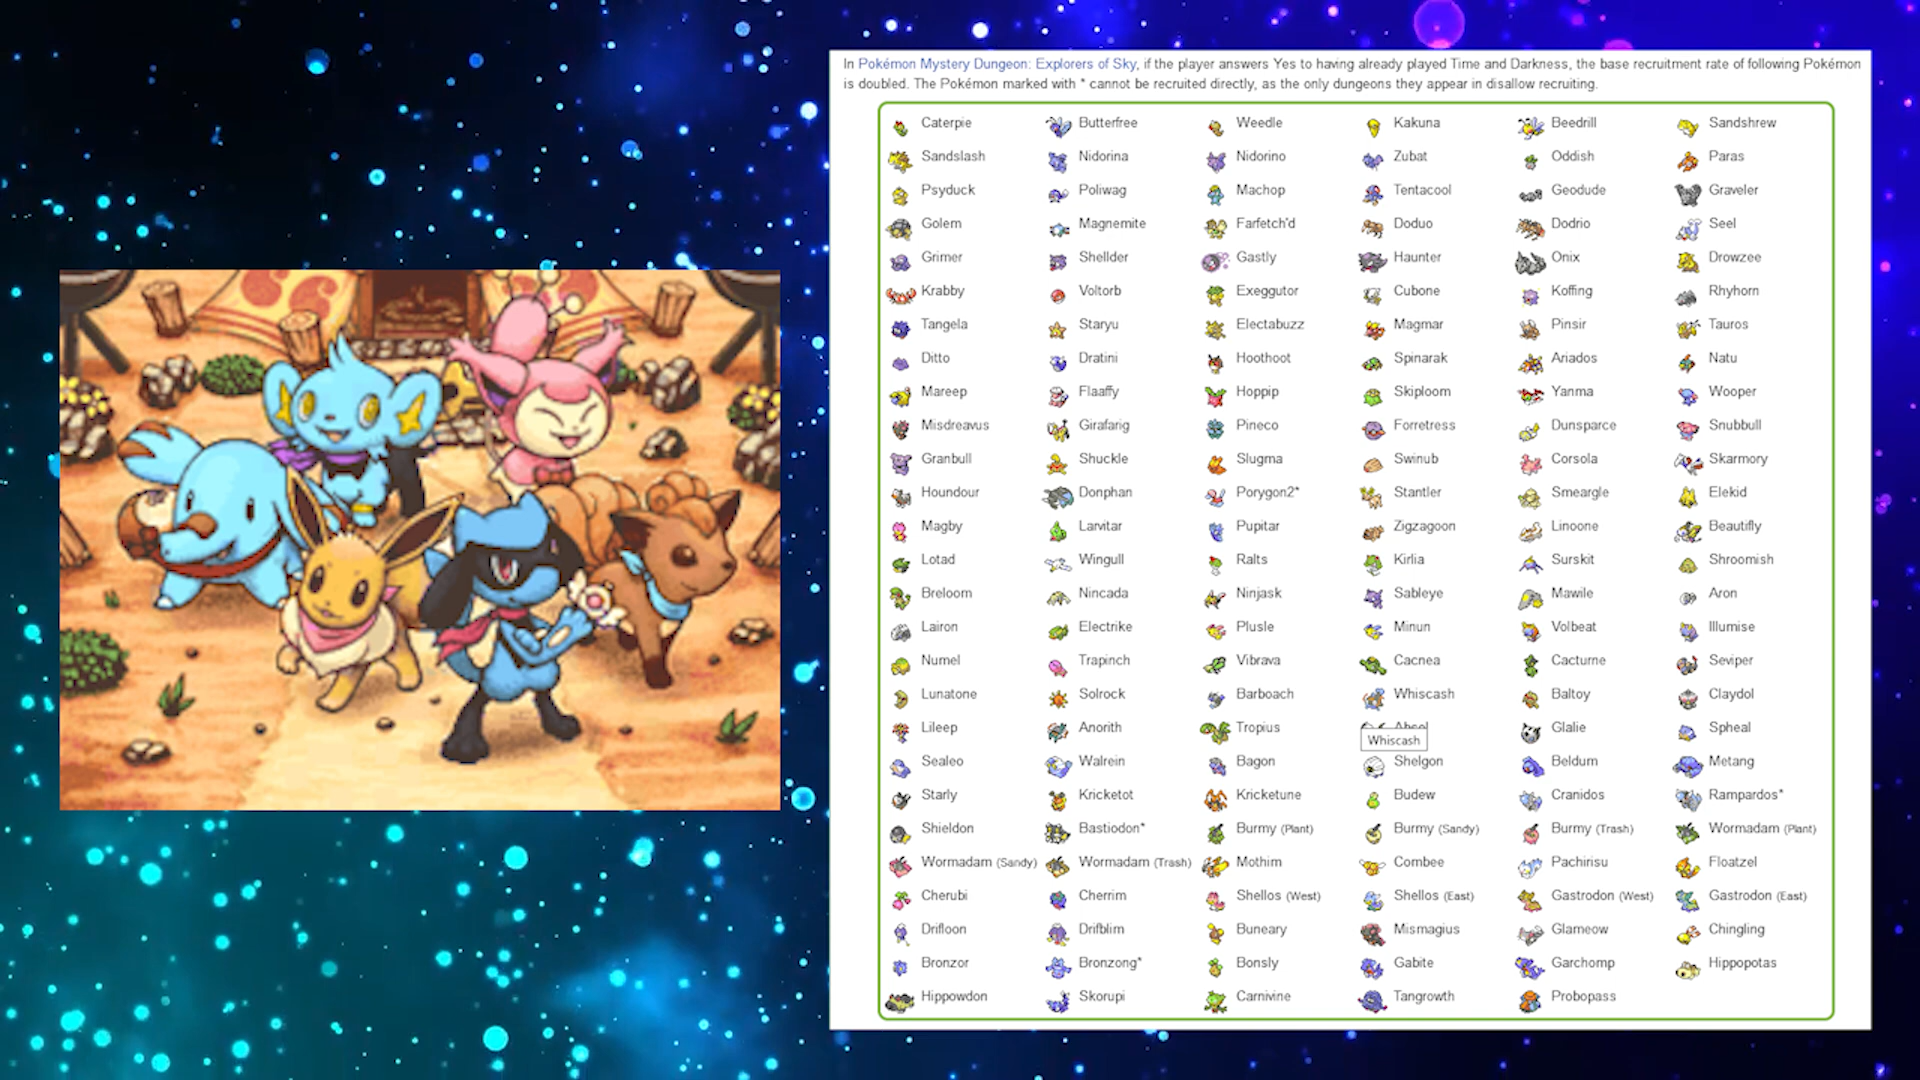 In Pokémon Mystery Dungeon: Explorers of Sky, if the player answers Yes to having already played Time and Darkness, the base recruitment rate of following Pokémon
is doubled. The Pokémon marked with * cannot be recruited directly, as the only dungeons they appear in disallow recruiting.
Caterpie Butterfree Weedle Kakuna Beedrill Sandshrew
Sandslash Nidorina Nidorino Zubat Oddish Paras
Psyduck Poliwag Machop Tentacool Geodude Graveler
Golem Magnemite Farfetch'd Doduo Dodrio Seel
Grimer Shellder Gastly Haunter Onix Drowzee
Krabby Voltorb Exeggutor Cubone Koffing Rhyhorn
Tangela Staryu Electabuzz Magmar Pinsir Tauros
Ditto Dratini Hoothoot Spinarak Ariados Natu
Mareep Flaaffy Hoppip Skiploom Yanma Wooper
Misdreavus Girafarig Pineco Forretress Dunsparce Snubbull
Granbull Shuckle Slugma Swinub Corsola Skarmory
Houndour Donphan Porygon2* Stantler Smeargle Elekid
Magby Larvitar Pupitar Zigzagoon Linoone Beautifly
Lotad Wingull Ralts Kirlia Surskit Shroomish
Breloom Nincada Ninjask Sableye Mawile Aron
Lairon Electrike Plusle Minun Volbeat Illumise
Numel Trapinch Vibrava Cacnea Cacturne Seviper
Lunatone Solrock Barboach Whiscash Baltoy Claydol
Lileep Anorith Tropius Absol Glalie Spheal
Whiscash
Sealeo Walrein Bagon Shelgon Beldum Metang
Starly Kricketot Kricketune Budew Cranidos Rampardos*
Shieldon Bastiodon* Burmy (Plant) Burmy (Sandy) Burmy (Trash) Wormadam (Plant)
Wormadam (Sandy) Wormadam (Trash) Mothim Combee Pachirisu Floatzel
Cherubi Cherrim Shellos (West) Shellos (East) Gastrodon (West) Gastrodon (East)
Drifloon Drifblim Buneary Mismagius Glameow Chingling
Bronzor Bronzong* Bonsly Gabite Garchomp Hippopotas
Hippowdon Skorupi Carnivine Tangrowth Probopass